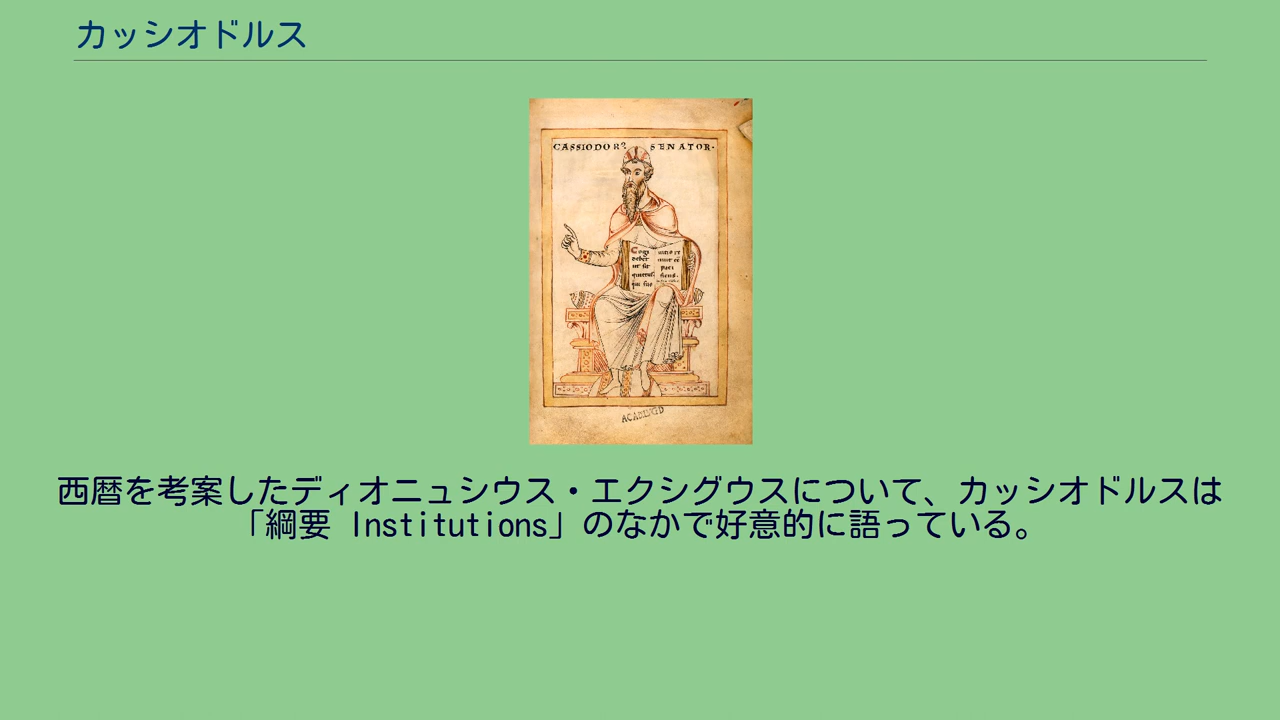 カッシオドルス
CASSIODOR? SENATOR·
西暦を考案したディオニュシウス・エクシグウスについて、カッシオドルスは
「綱要 Institutions」のなかで好意的に語っている。